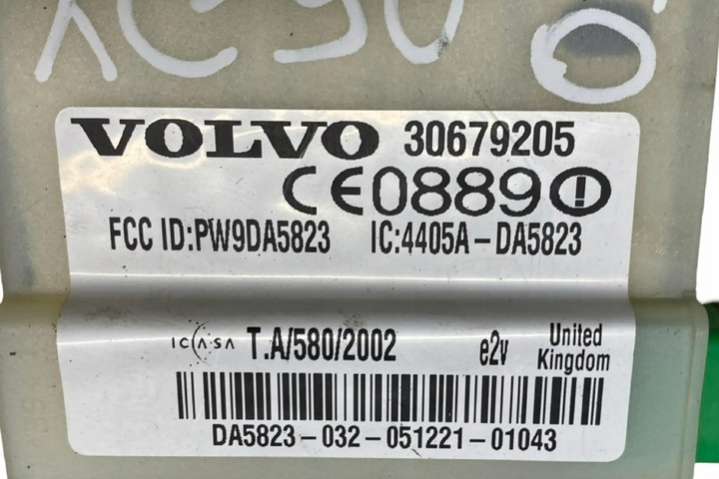 XC90
VOLVO 30679205
CE0889
FCC ID:PW9DA5823 IC:4405A-DA5823
ICASA T.A/580/2002 e2v United Kingdom
DA5823-032-051221-01043